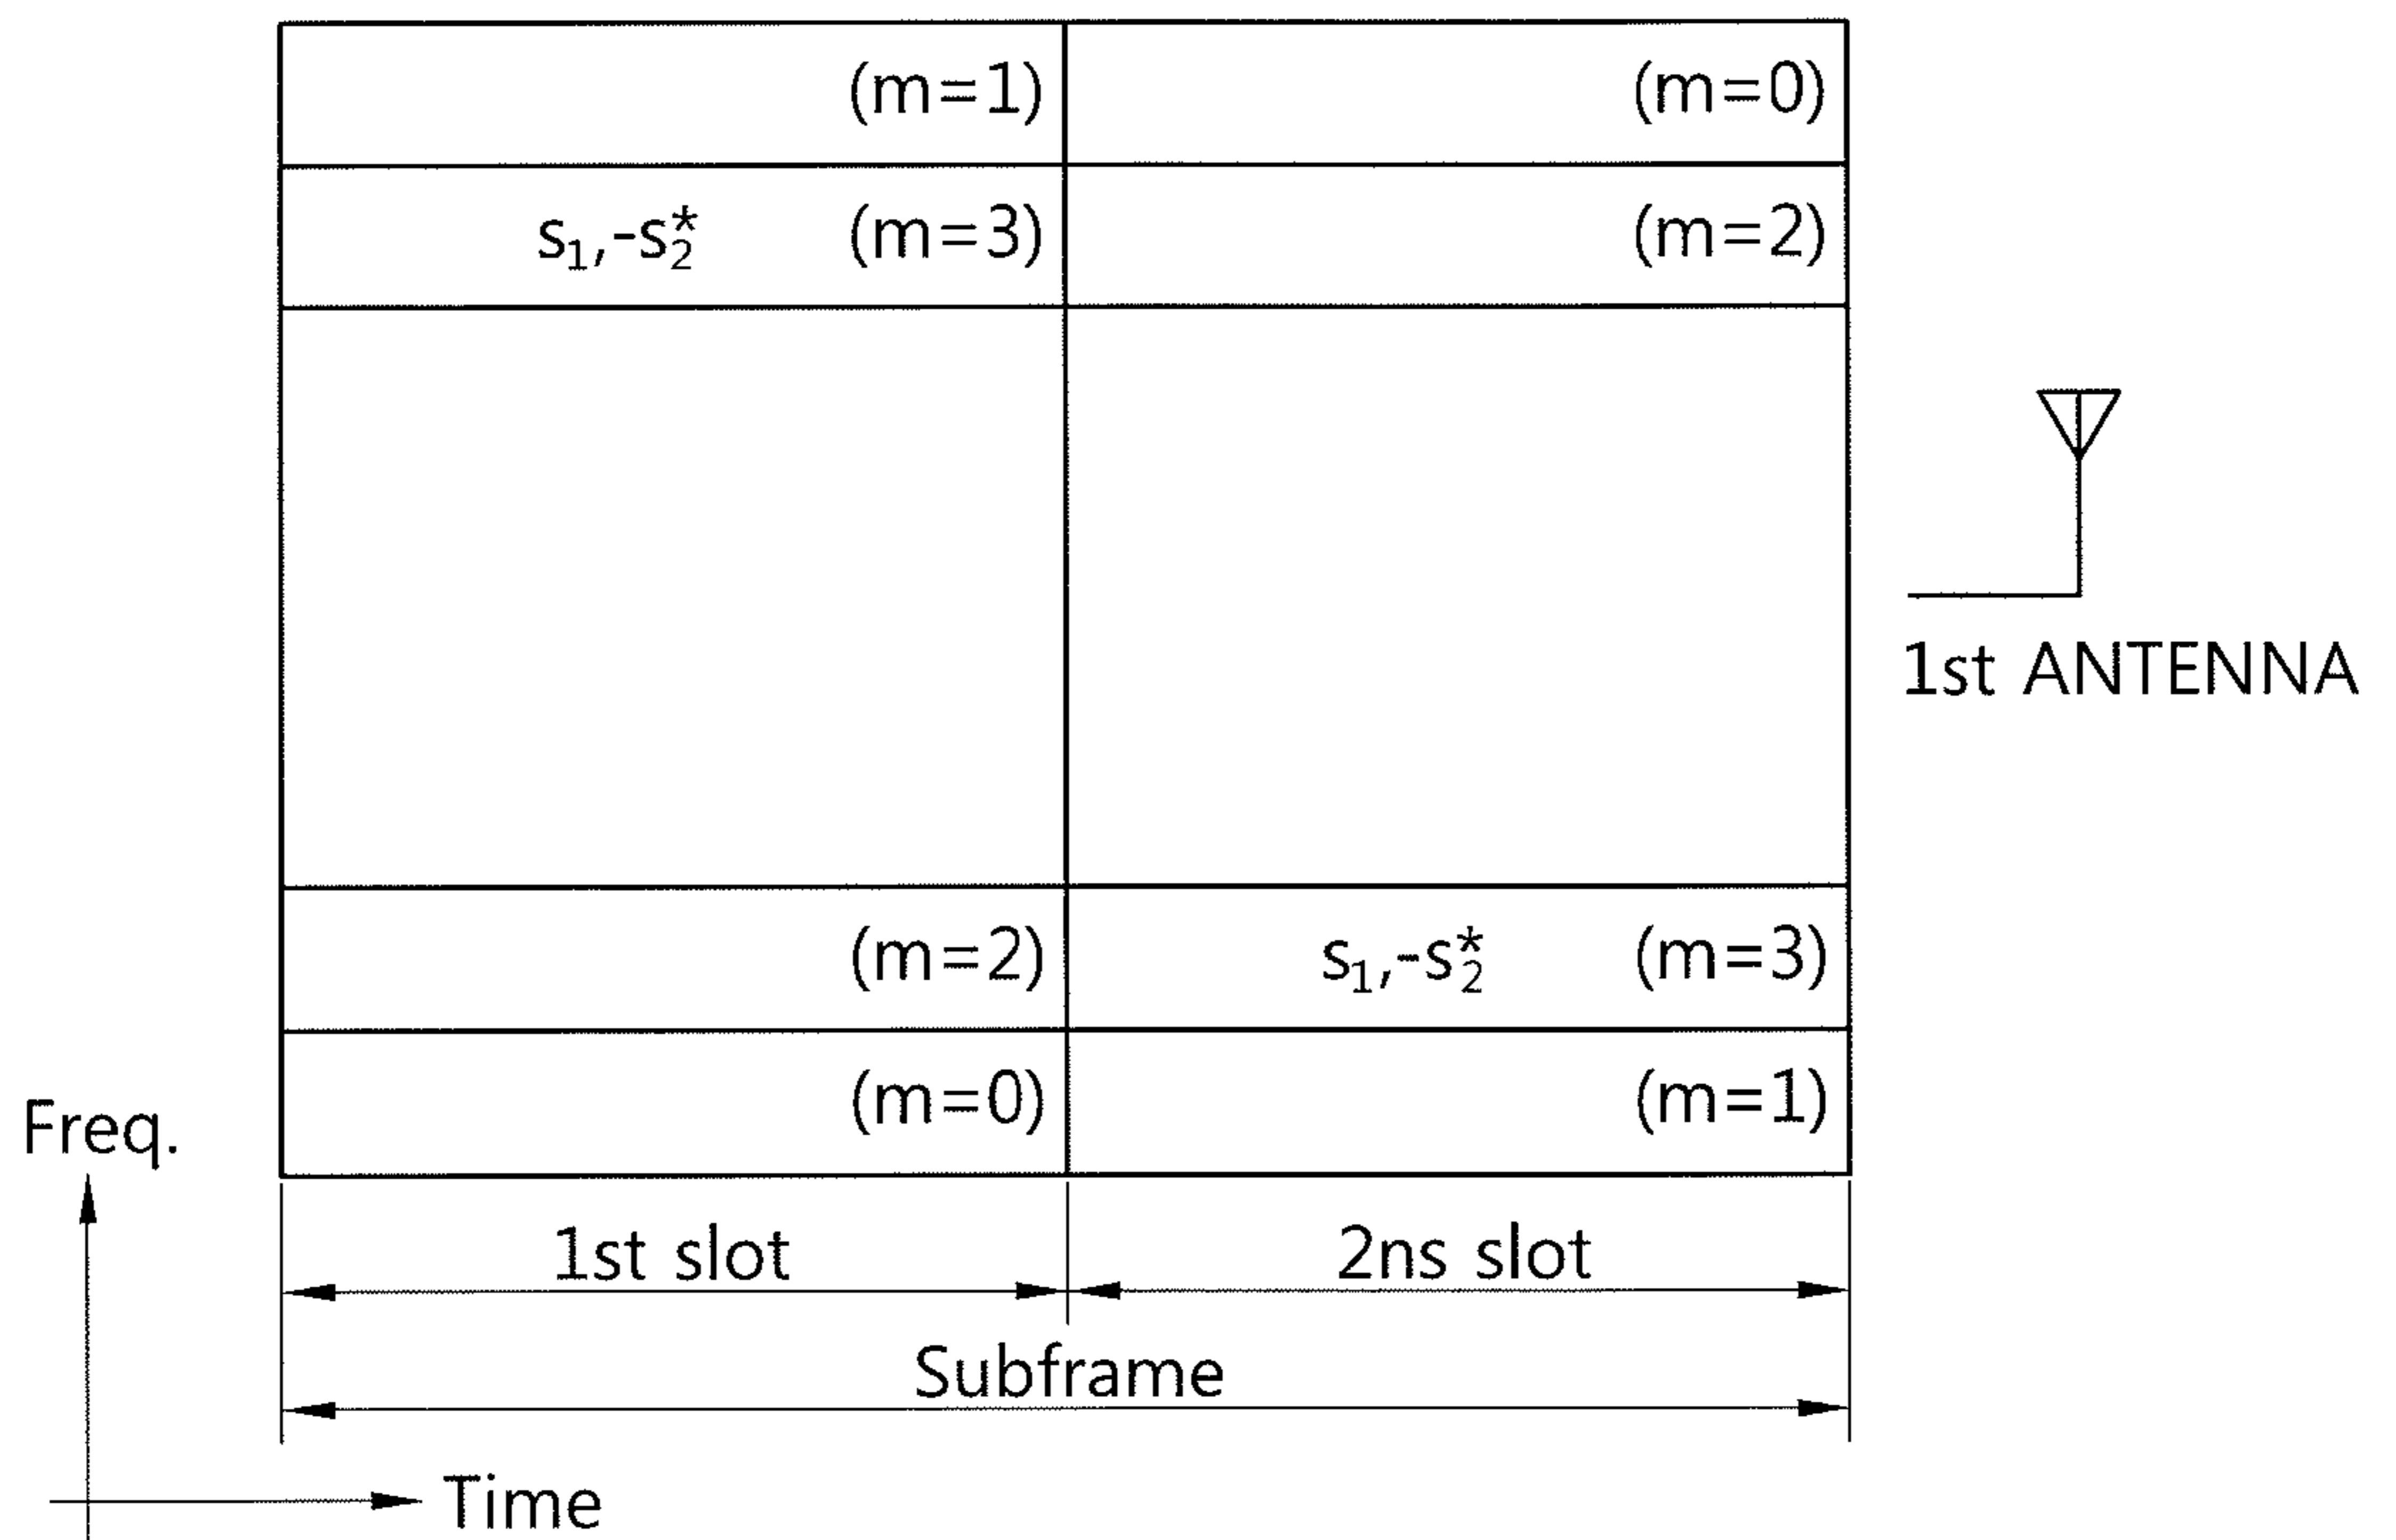 (m=1) (m=0)
s₁,-s₂* (m=3) (m=2)
1st ANTENNA
(m=2) s₁,-s₂* (m=3)
(m=0) (m=1)
Freq.
1st slot 2ns slot
Subframe
Time